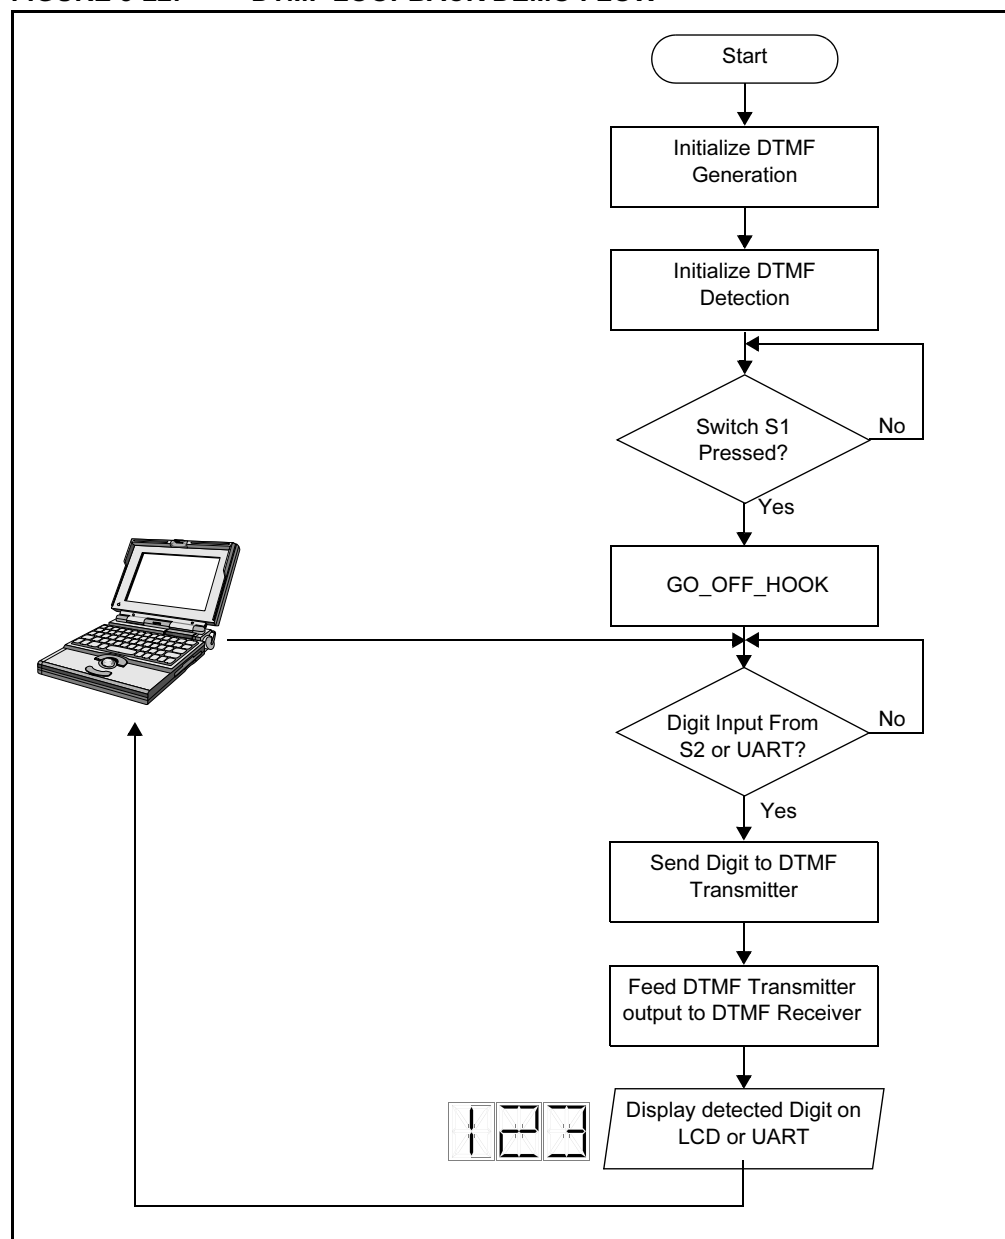 Start
Initialize DTMF
Generation
Initialize DTMF
Detection
Switch S1
Pressed?
No
Yes
GO_OFF_HOOK
Digit Input From
S2 or UART?
No
Yes
Send Digit to DTMF
Transmitter
Feed DTMF Transmitter
output to DTMF Receiver
123
Display detected Digit on
LCD or UART